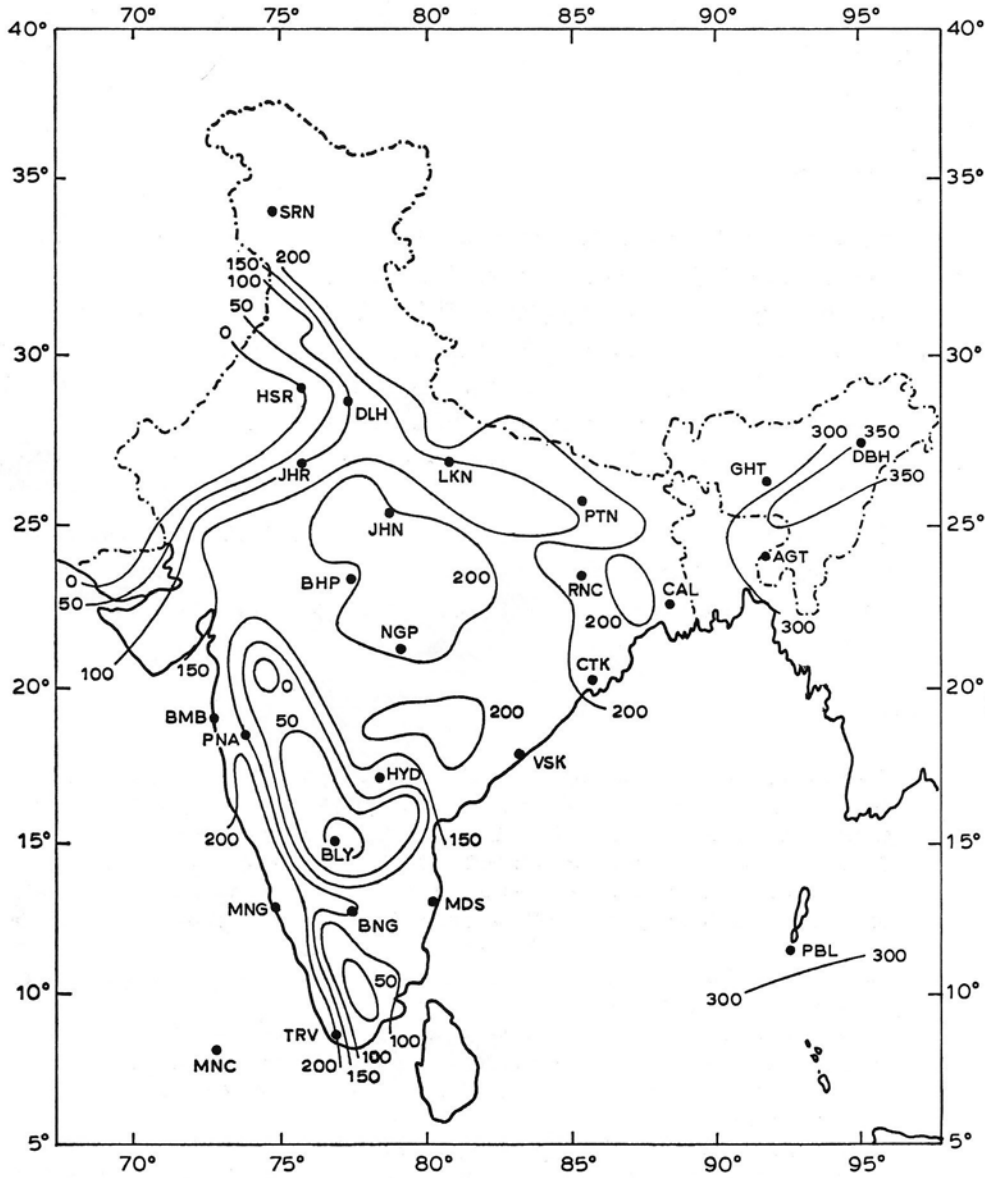 70° 75° 80° 85° 90° 95°
40° 40°
35° 35°
SRN
200
150
100
50
0
30° 30°
HSR
DLH
300 350
DBH
GHT
350
JHR
LKN
PTN
25° 25°
JHN
AGT
BHP
200
RNC
CAL
200
300
NGP
0
50
100
150
CTK
20° 0 20°
200
200
BMB
50
PNA
VSK
HYD
200
150
15° 15°
BLY
MNG
MDS
BNG
PBL
300
50
10° 300 10°
TRV
100
100
200
150
MNC
5° 5°
70° 75° 80° 85° 90° 95°